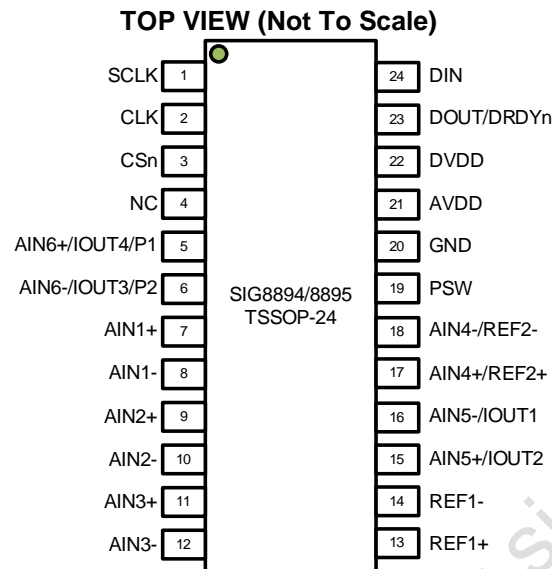 TOP VIEW (Not To Scale)
SCLK 1
CLK 2
CSn 3
NC 4
AIN6+/IOUT4/P1 5
AIN6-/IOUT3/P2 6
AIN1+ 7
AIN1- 8
AIN2+ 9
AIN2- 10
AIN3+ 11
AIN3- 12
SIG8894/8895
TSSOP-24
24 DIN
23 DOUT/DRDYn
22 DVDD
21 AVDD
20 GND
19 PSW
18 AIN4-/REF2-
17 AIN4+/REF2+
16 AIN5-/IOUT1
15 AIN5+/IOUT2
14 REF1-
13 REF1+